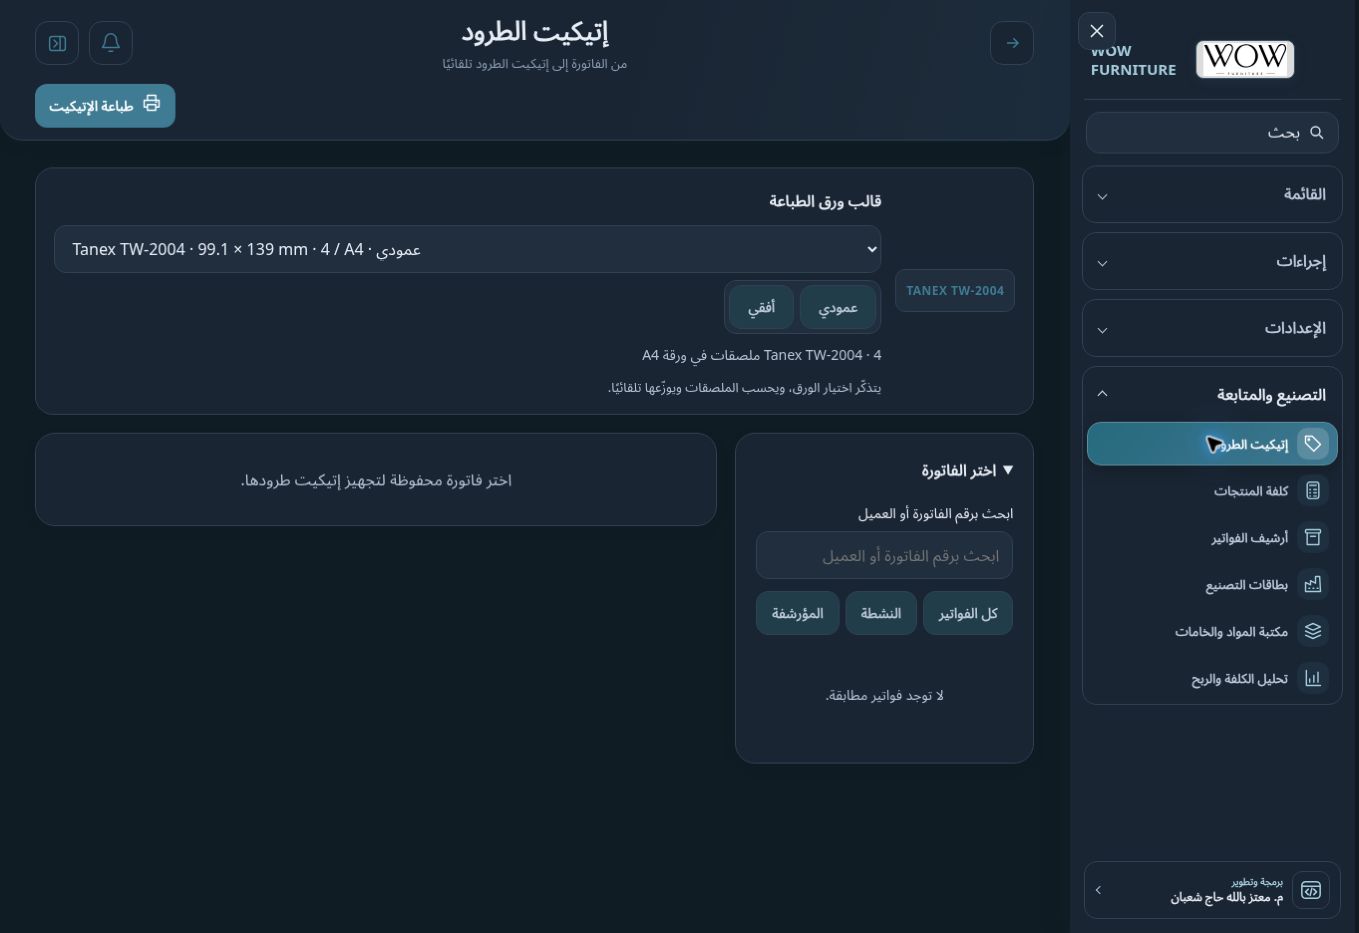 إتيكيت الطرود
من الفاتورة إلى إتيكيت الطرود تلقائيًا
طباعة الإتيكيت
WOW
FURNITURE
WOW
FURNITURE
بحث
القائمة
إجراءات
الإعدادات
التصنيع والمتابعة
إتيكيت الطرود
كلفة المنتجات
أرشيف الفواتير
بطاقات التصنيع
مكتبة المواد والخامات
تحليل الكلفة والربح
برمجة وتطوير
م. معتز بالله حاج شعبان
قالب ورق الطباعة
Tanex TW-2004 · 99.1 × 139 mm · 4 / A4 · عمودي
TANEX TW-2004
عمودي
أفقي
Tanex TW-2004 · 4 ملصقات في ورقة A4
يتذكّر اختيار الورق، ويحسب الملصقات ويوزّعها تلقائيًا.
اختر الفاتورة
ابحث برقم الفاتورة أو العميل
ابحث برقم الفاتورة أو العميل
كل الفواتير
النشطة
المؤرشفة
لا توجد فواتير مطابقة.
اختر فاتورة محفوظة لتجهيز إتيكيت طرودها.